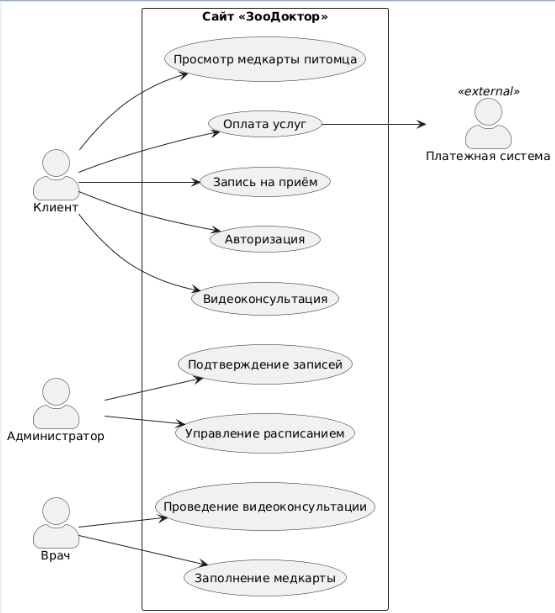 Сайт «ЗооДоктор»
Просмотр медкарты питомца
«external»
Оплата услуг
Платежная система
Запись на приём
Клиент
Авторизация
Видеоконсультация
Подтверждение записей
Администратор
Управление расписанием
Проведение видеоконсультации
Врач
Заполнение медкарты